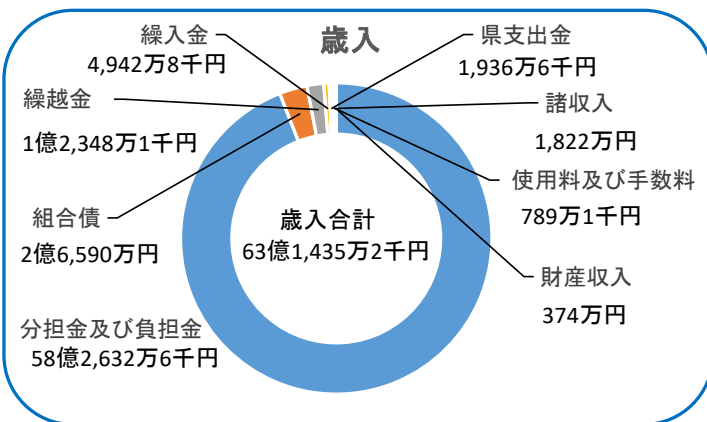 歳入
繰入金
4,942万8千円
県支出金
1,936万6千円
繰越金
1億2,348万1千円
諸収入
1,822万円
使用料及び手数料
789万1千円
組合債
2億6,590万円
歳入合計
63億1,435万2千円
財産収入
374万円
分担金及び負担金
58億2,632万6千円